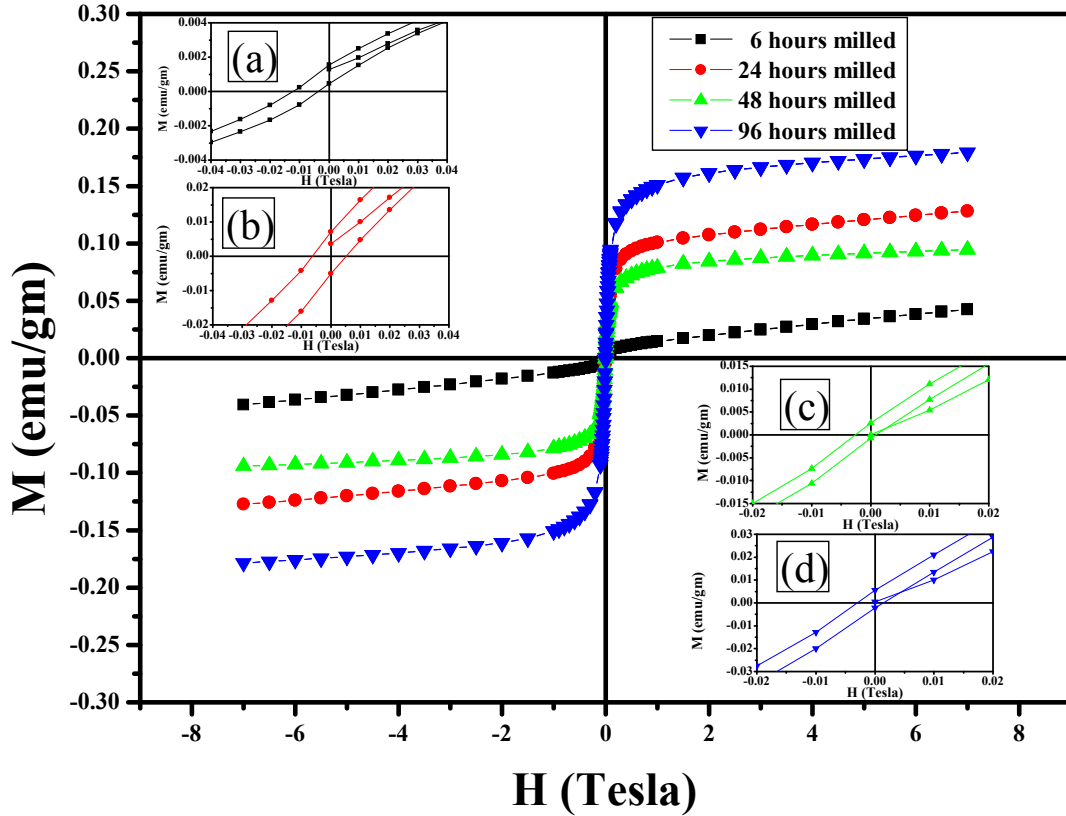 0.30
0.25
0.20
0.15
0.10
0.05
0.00
-0.05
-0.10
-0.15
-0.20
-0.25
-0.30
M (emu/gm)
-8 -6 -4 -2 0 2 4 6 8
H (Tesla)
6 hours milled
24 hours milled
48 hours milled
96 hours milled
(a)
0.004
0.002
0.000
-0.002
-0.004
M (emu/gm)
-0.04 -0.03 -0.02 -0.01 0.00 0.01 0.02 0.03 0.04
H (Tesla)
(b)
0.02
0.01
0.00
-0.01
-0.02
M (emu/gm)
-0.04 -0.03 -0.02 -0.01 0.00 0.01 0.02 0.03 0.04
H (Tesla)
(c)
0.015
0.010
0.005
0.000
-0.005
-0.010
-0.015
M (emu/gm)
-0.02 -0.01 0.00 0.01 0.02
H (Tesla)
(d)
0.03
0.02
0.01
0.00
-0.01
-0.02
-0.03
M (emu/gm)
-0.02 -0.01 0.00 0.01 0.02
H (Tesla)